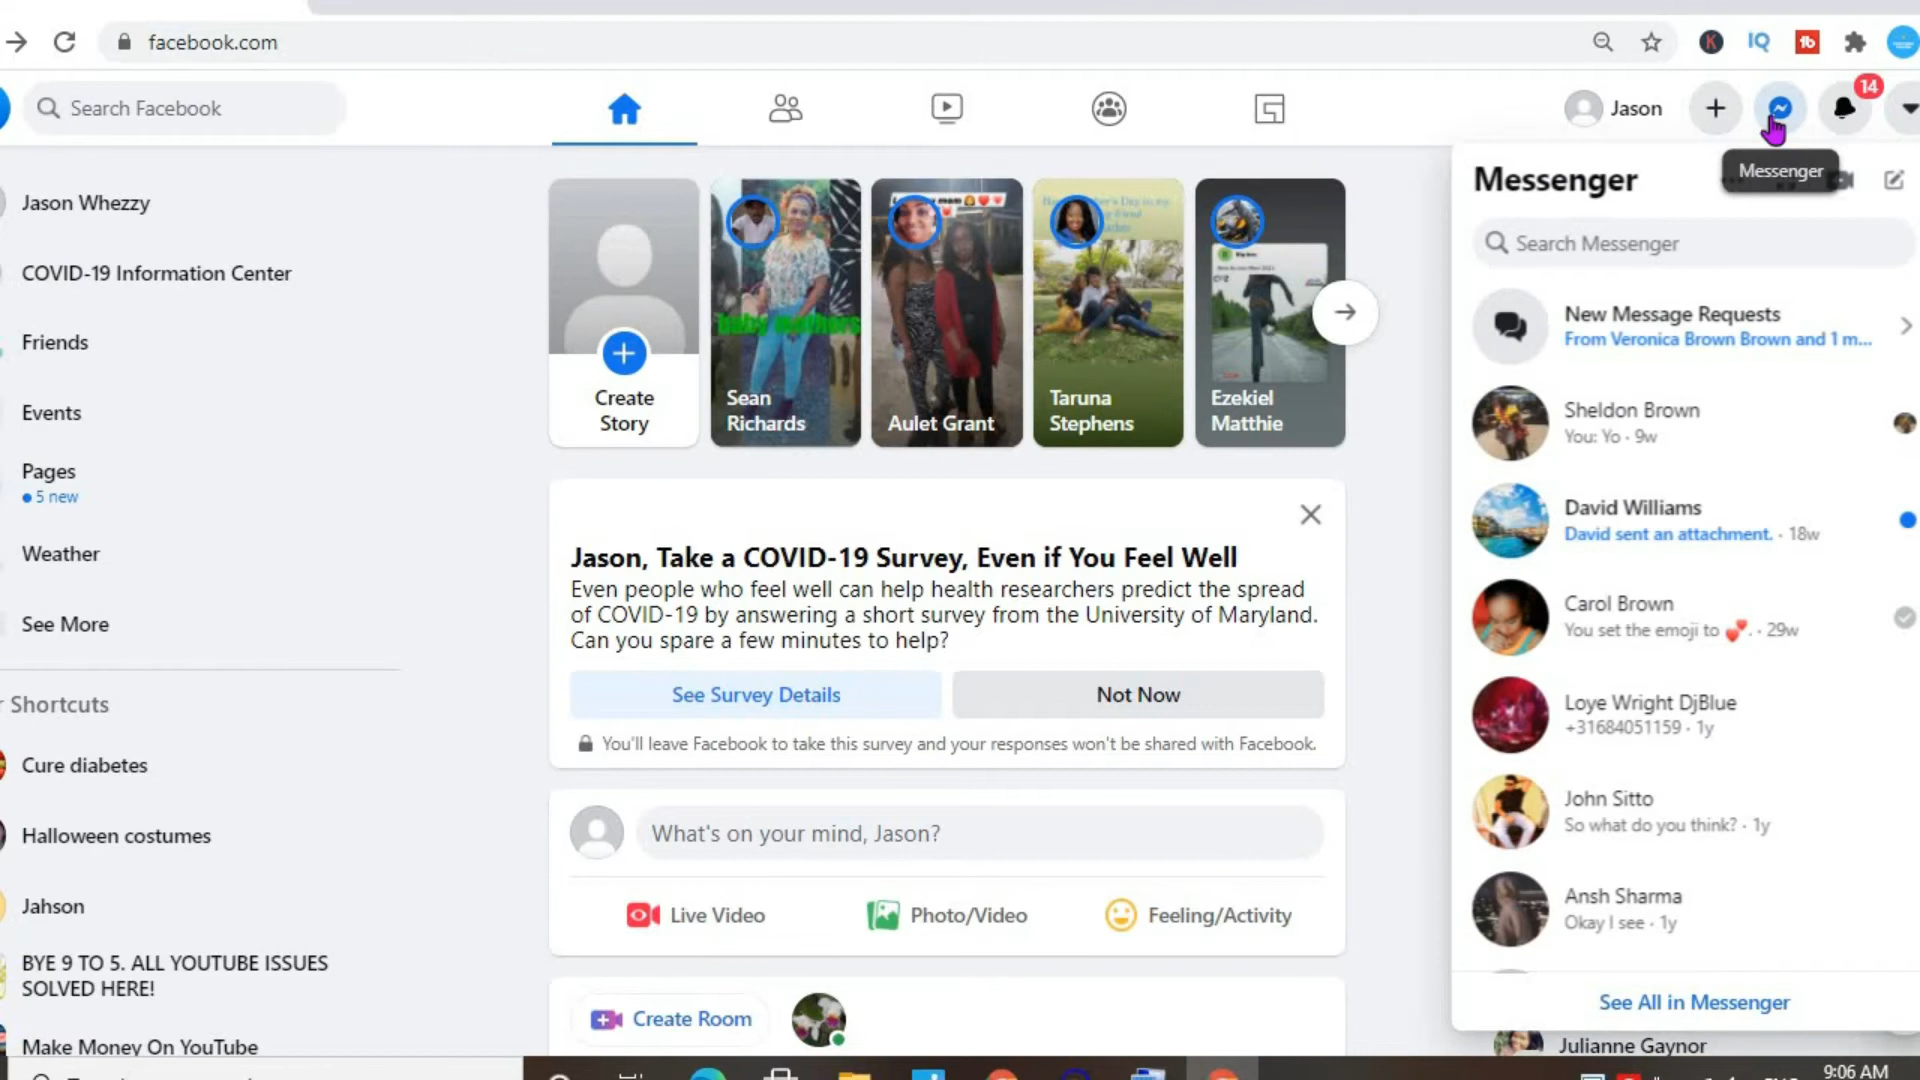 facebook.com
IQ
Search Facebook
Jason
14
Messenger
Messenger
Search Messenger
New Message Requests
From Veronica Brown Brown and 1 m...
Sheldon Brown
You: Yo · 9w
David Williams
David sent an attachment. · 18w
Carol Brown
You set the emoji to 💕. · 29w
Loye Wright DjBlue
+31684051159 · 1y
John Sitto
So what do you think? · 1y
Ansh Sharma
Okay I see · 1y
See All in Messenger
Julianne Gaynor
Jason Whezzy
COVID-19 Information Center
Friends
Events
Pages
5 new
Weather
See More
Shortcuts
Cure diabetes
Halloween costumes
Jahson
BYE 9 TO 5. ALL YOUTUBE ISSUES
SOLVED HERE!
Make Money On YouTube
Create
Story
Sean
Richards
Aulet Grant
Taruna
Stephens
Ezekiel
Matthie
Jason, Take a COVID-19 Survey, Even if You Feel Well
Even people who feel well can help health researchers predict the spread
of COVID-19 by answering a short survey from the University of Maryland.
Can you spare a few minutes to help?
See Survey Details
Not Now
You'll leave Facebook to take this survey and your responses won't be shared with Facebook.
What's on your mind, Jason?
Live Video
Photo/Video
Feeling/Activity
Create Room
9:06 AM